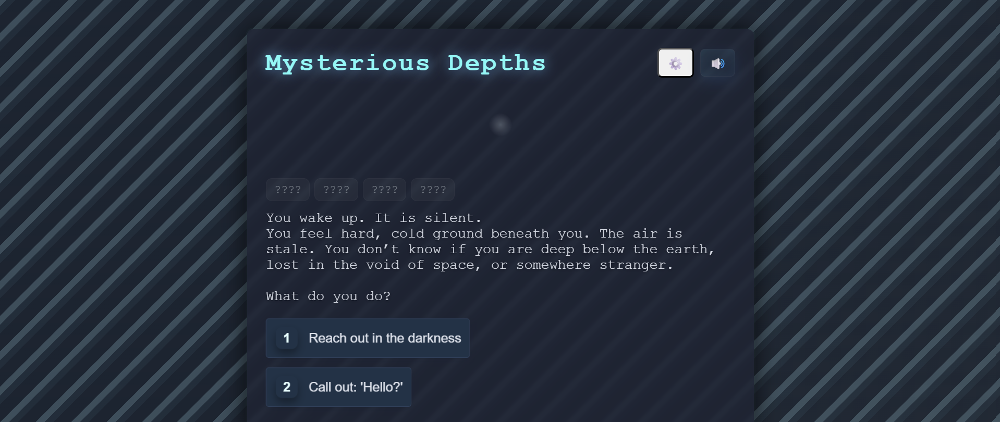 Mysterious Depths
???? ???? ???? ????
You wake up. It is silent.
You feel hard, cold ground beneath you. The air is
stale. You don’t know if you are deep below the earth,
lost in the void of space, or somewhere stranger.
What do you do?
1 Reach out in the darkness
2 Call out: 'Hello?'